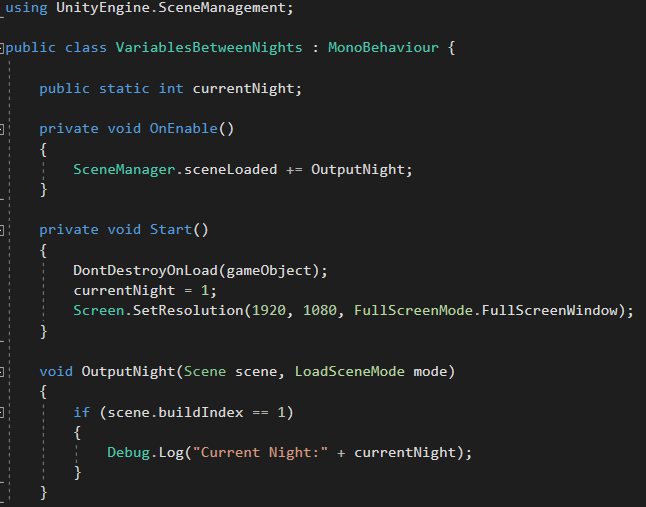 using UnityEngine.SceneManagement;
public class VariablesBetweenNights : MonoBehaviour {
public static int currentNight;
private void OnEnable()
{
SceneManager.sceneLoaded += OutputNight;
}
private void Start()
{
DontDestroyOnLoad(gameObject);
currentNight = 1;
Screen.SetResolution(1920, 1080, FullScreenMode.FullScreenWindow);
}
void OutputNight(Scene scene, LoadSceneMode mode)
{
if (scene.buildIndex == 1)
{
Debug.Log("Current Night:" + currentNight);
}
}